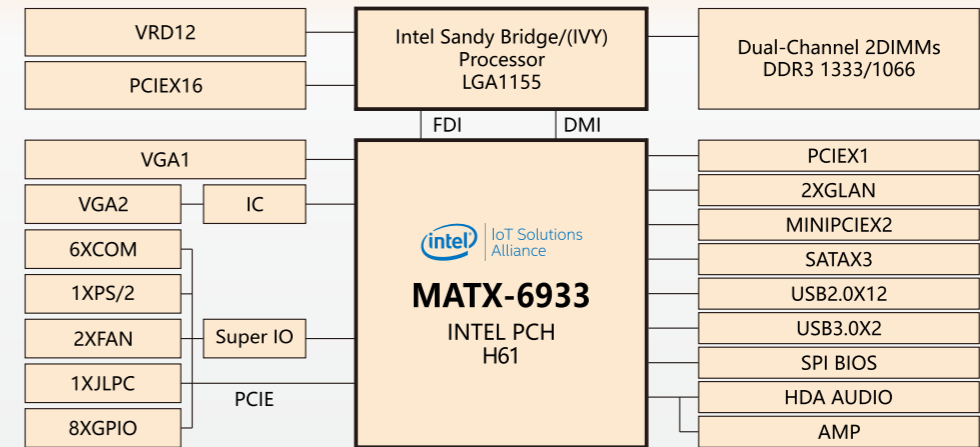 VRD12
PCIEX16
Intel Sandy Bridge/(IVY)
Processor
LGA1155
Dual-Channel 2DIMMs
DDR3 1333/1066
FDI
DMI
VGA1
VGA2
IC
6XCOM
1XPS/2
2XFAN
Super IO
1XJLPC
PCIE
8XGPIO
intel
IoT Solutions
Alliance
MATX-6933
INTEL PCH
H61
PCIEX1
2XGLAN
MINIPCIEX2
SATAX3
USB2.0X12
USB3.0X2
SPI BIOS
HDA AUDIO
AMP